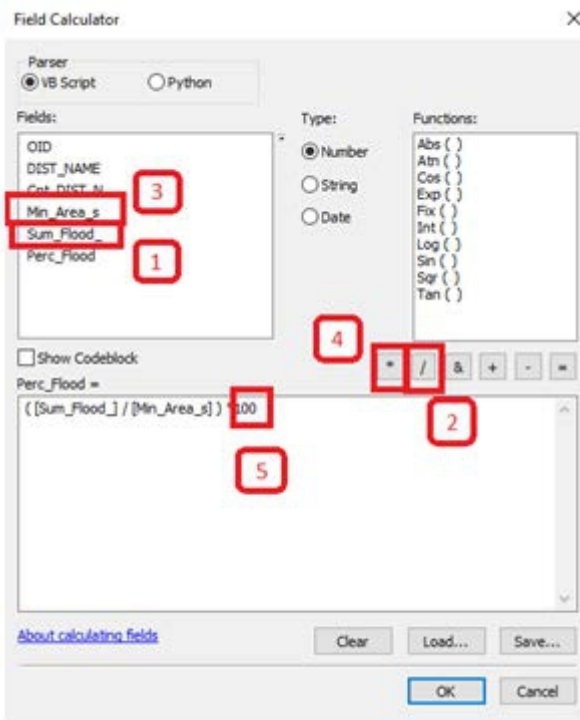 Field Calculator
Parser
VB Script Python
Fields: Type: Functions:
OID
DIST_NAME
Cnt_DIST_N
Min_Area_s
Sum_Flood_
Perc_Flood
3
1
Number
String
Date
Abs ( )
Atn ( )
Cos ( )
Exp ( )
Fix ( )
Int ( )
Log ( )
Sin ( )
Sqr ( )
Tan ( )
4
Show Codeblock
* / & + - =
Perc_Flood =
( [Sum_Flood_] / [Min_Area_s] ) * 100
2
5
About calculating fields Clear Load... Save...
OK Cancel